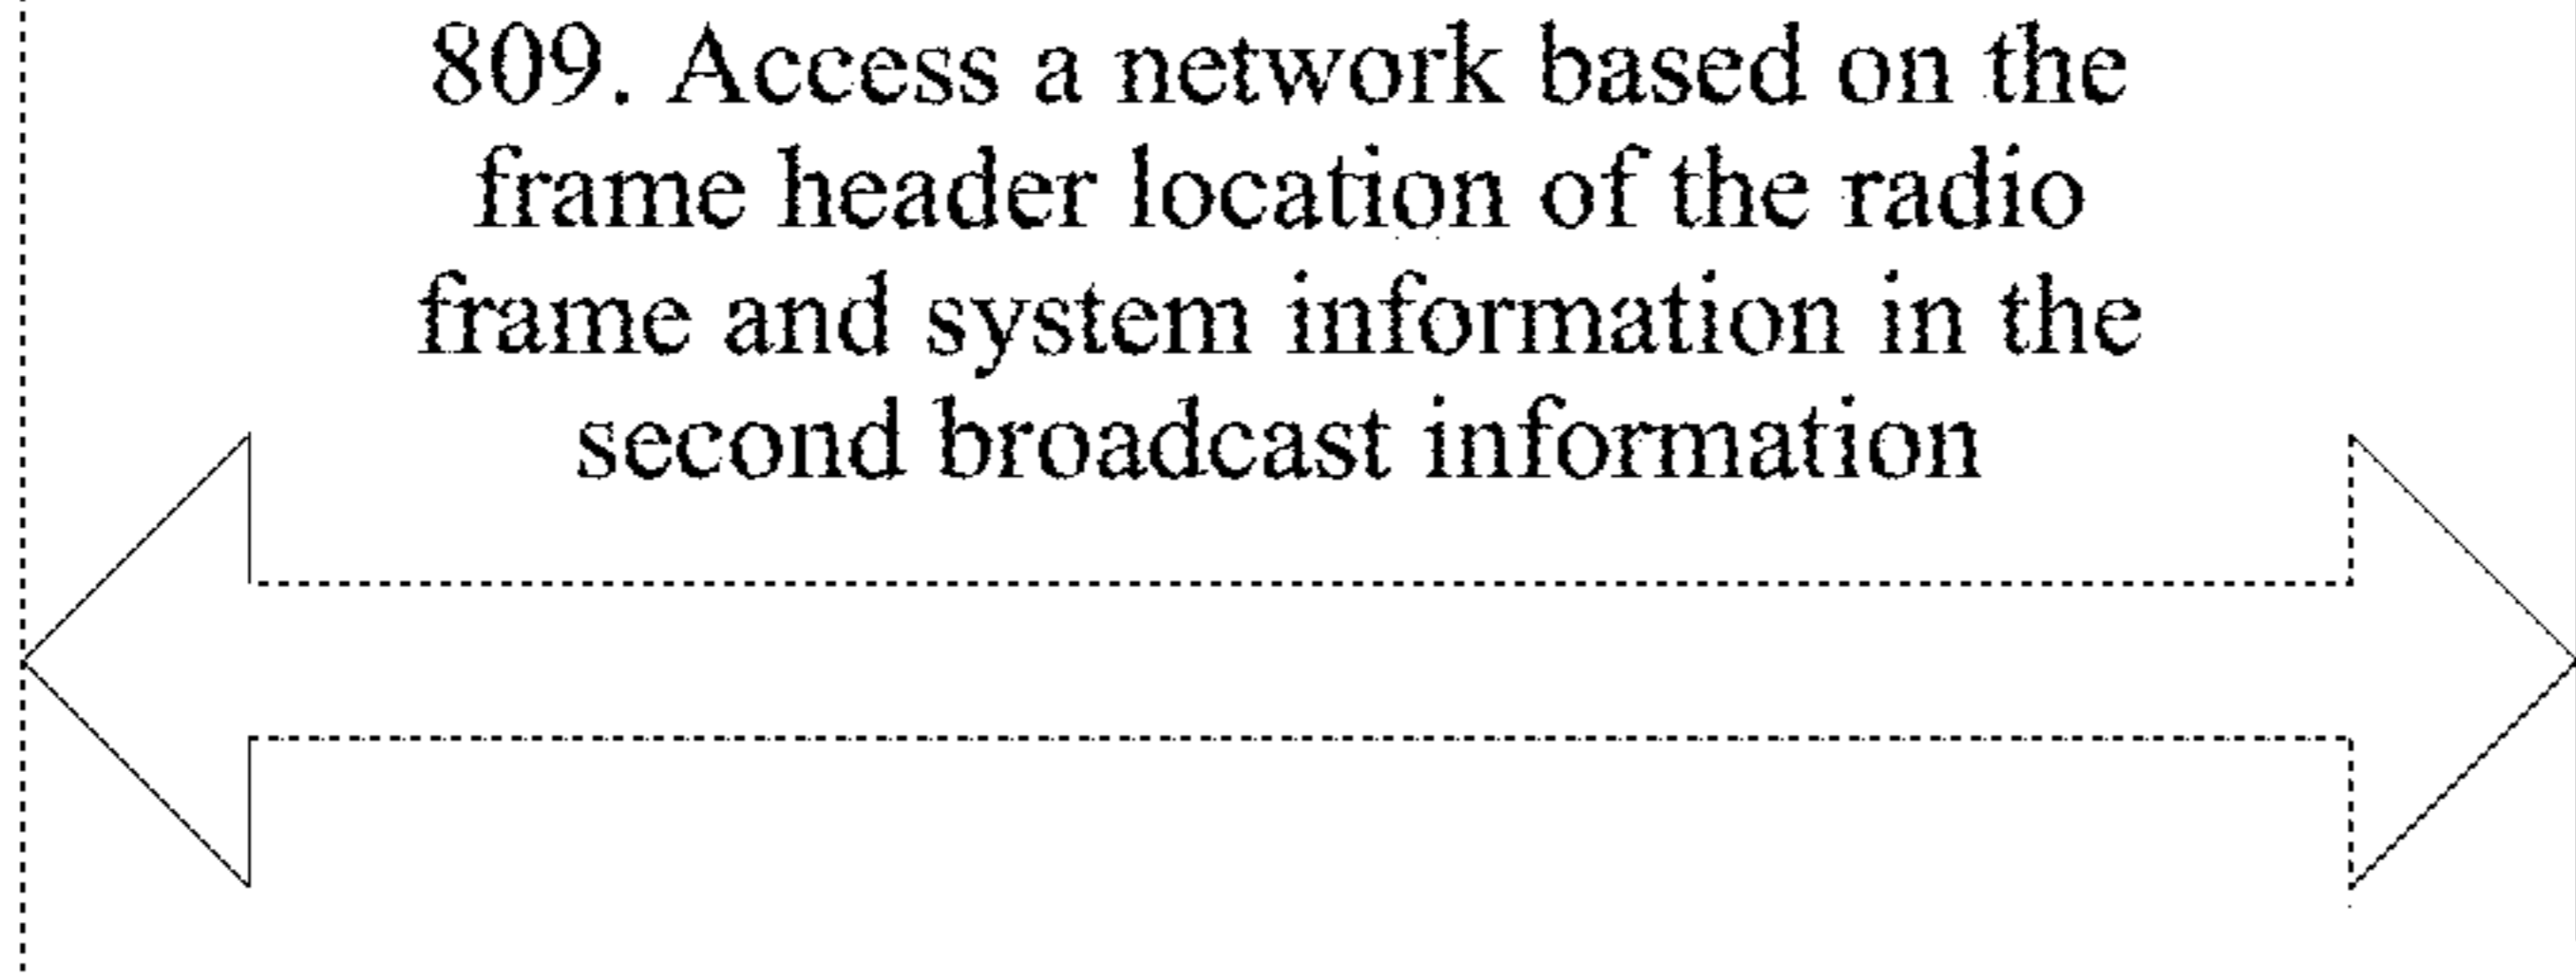 809. Access a network based on the
frame header location of the radio
frame and system information in the
second broadcast information